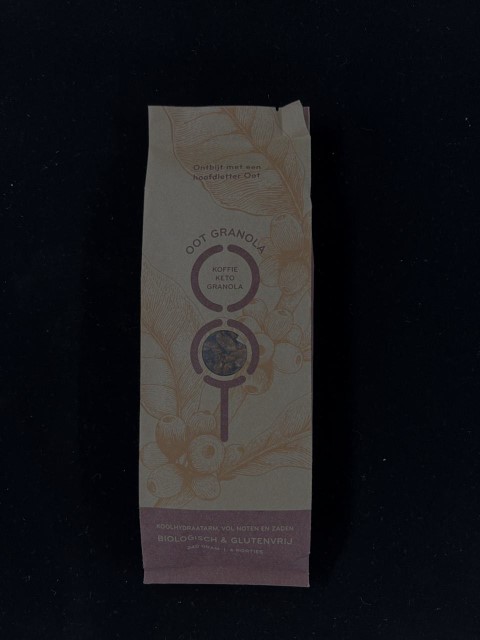 Ontbijt met een
hoofdletter Oot
OOT GRANOLA
KOFFIE
KETO
GRANOLA
KOOLHYDRAATARM, VOL NOTEN EN ZADEN
BIOLOGISCH & GLUTENVRIJ